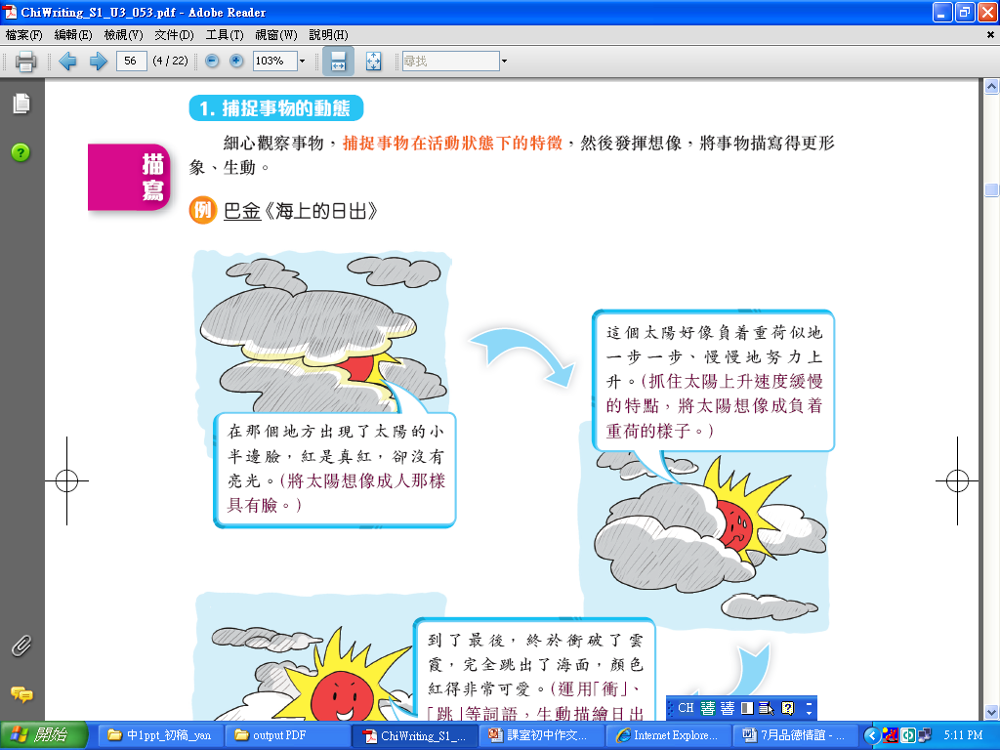 ChiWriting_S1_U3_053.pdf - Adobe Reader
檔案(F) 編輯(E) 檢視(V) 文件(D) 工具(T) 視窗(W) 說明(H)
56 (4 / 22) 103% 尋找
1. 捕捉事物的動態
細心觀察事物，捕捉事物在活動狀態下的特徵，然後發揮想像，將事物描寫得更形
象、生動。
描
寫
例 巴金《海上的日出》
這個太陽好像負着重荷似地
一步一步、慢慢地努力上
升。(抓住太陽上升速度緩慢
的特點，將太陽想像成負着
重荷的樣子。)
在那個地方出現了太陽的小
半邊臉，紅是真紅，卻沒有
亮光。(將太陽想像成人那樣
具有臉。)
到了最後，終於衝破了雲
霞，完全跳出了海面，顏色
紅得非常可愛。(運用「衝」、
「跳」等詞語，生動描繪日出
CH
開始 中1ppt_初稿_yan output PDF ChiWriting_S1_... 課室初中作文... Internet Explore... 7月品德情誼 - ... 5:11 PM